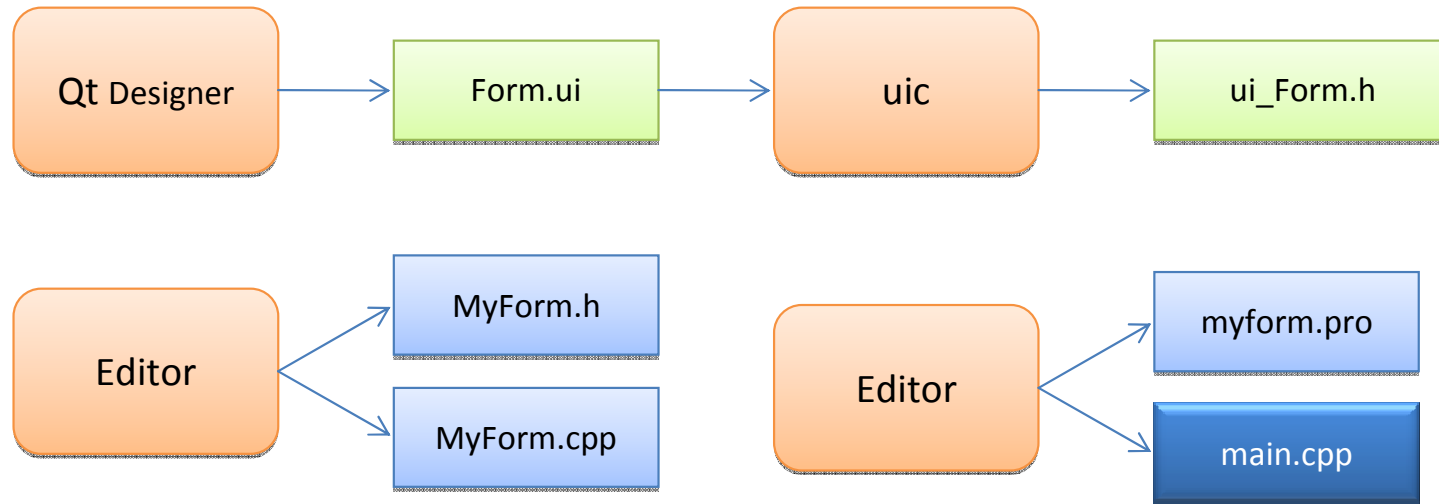 Qt Designer
Form.ui
uic
ui_Form.h
Editor
MyForm.h
MyForm.cpp
Editor
myform.pro
main.cpp